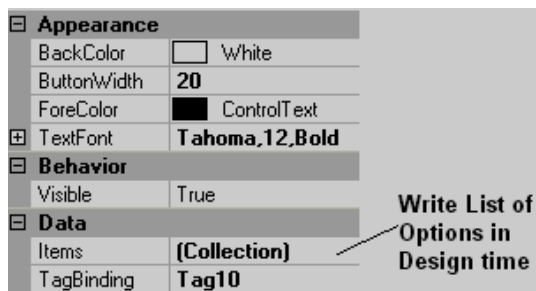 Appearance
BackColor White
ButtonWidth 20
ForeColor ControlText
TextFont Tahoma,12,Bold
Behavior
Visible True
Data
Items (Collection)
TagBinding Tag10
Write List of
Options in
Design time